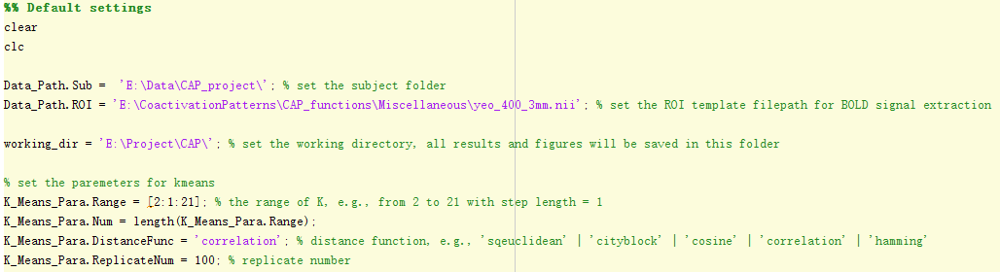 %% Default settings
clear
clc
Data_Path.Sub =  'E:\Data\CAP_project\'; % set the subject folder
Data_Path.ROI = 'E:\CoactivationPatterns\CAP_functions\Miscellaneous\yeo_400_3mm.nii'; % set the ROI template filepath for BOLD signal extraction
working_dir = 'E:\Project\CAP\'; % set the working directory, all results and figures will be saved in this folder
% set the paremeters for kmeans
K_Means_Para.Range = [2:1:21]; % the range of K, e.g., from 2 to 21 with step length = 1
K_Means_Para.Num = length(K_Means_Para.Range);
K_Means_Para.DistanceFunc = 'correlation'; % distance function, e.g., 'sqeuclidean' | 'cityblock' | 'cosine' | 'correlation' | 'hamming'
K_Means_Para.ReplicateNum = 100; % replicate number